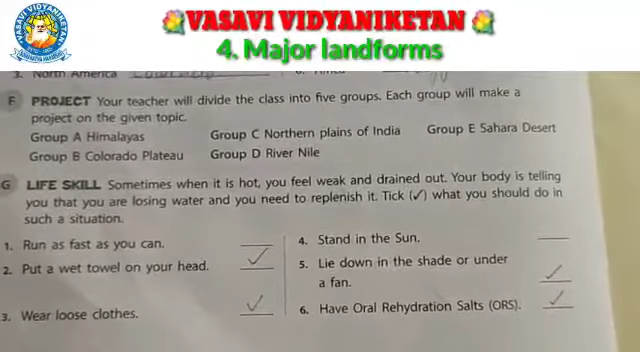 VASAVI VIDYANIKETAN
4. Major landforms
VASAVI VIDYANIKETAN
3. North America
F PROJECT Your teacher will divide the class into five groups. Each group will make a
project on the given topic.
Group A Himalayas
Group C Northern plains of India
Group E Sahara Desert
Group B Colorado Plateau
Group D River Nile
G LIFE SKILL Sometimes when it is hot, you feel weak and drained out. Your body is telling
you that you are losing water and you need to replenish it. Tick (✓) what you should do in
such a situation.
1. Run as fast as you can.
2. Put a wet towel on your head. ✓
3. Wear loose clothes. ✓
4. Stand in the Sun.
5. Lie down in the shade or under
a fan. ✓
6. Have Oral Rehydration Salts (ORS). ✓